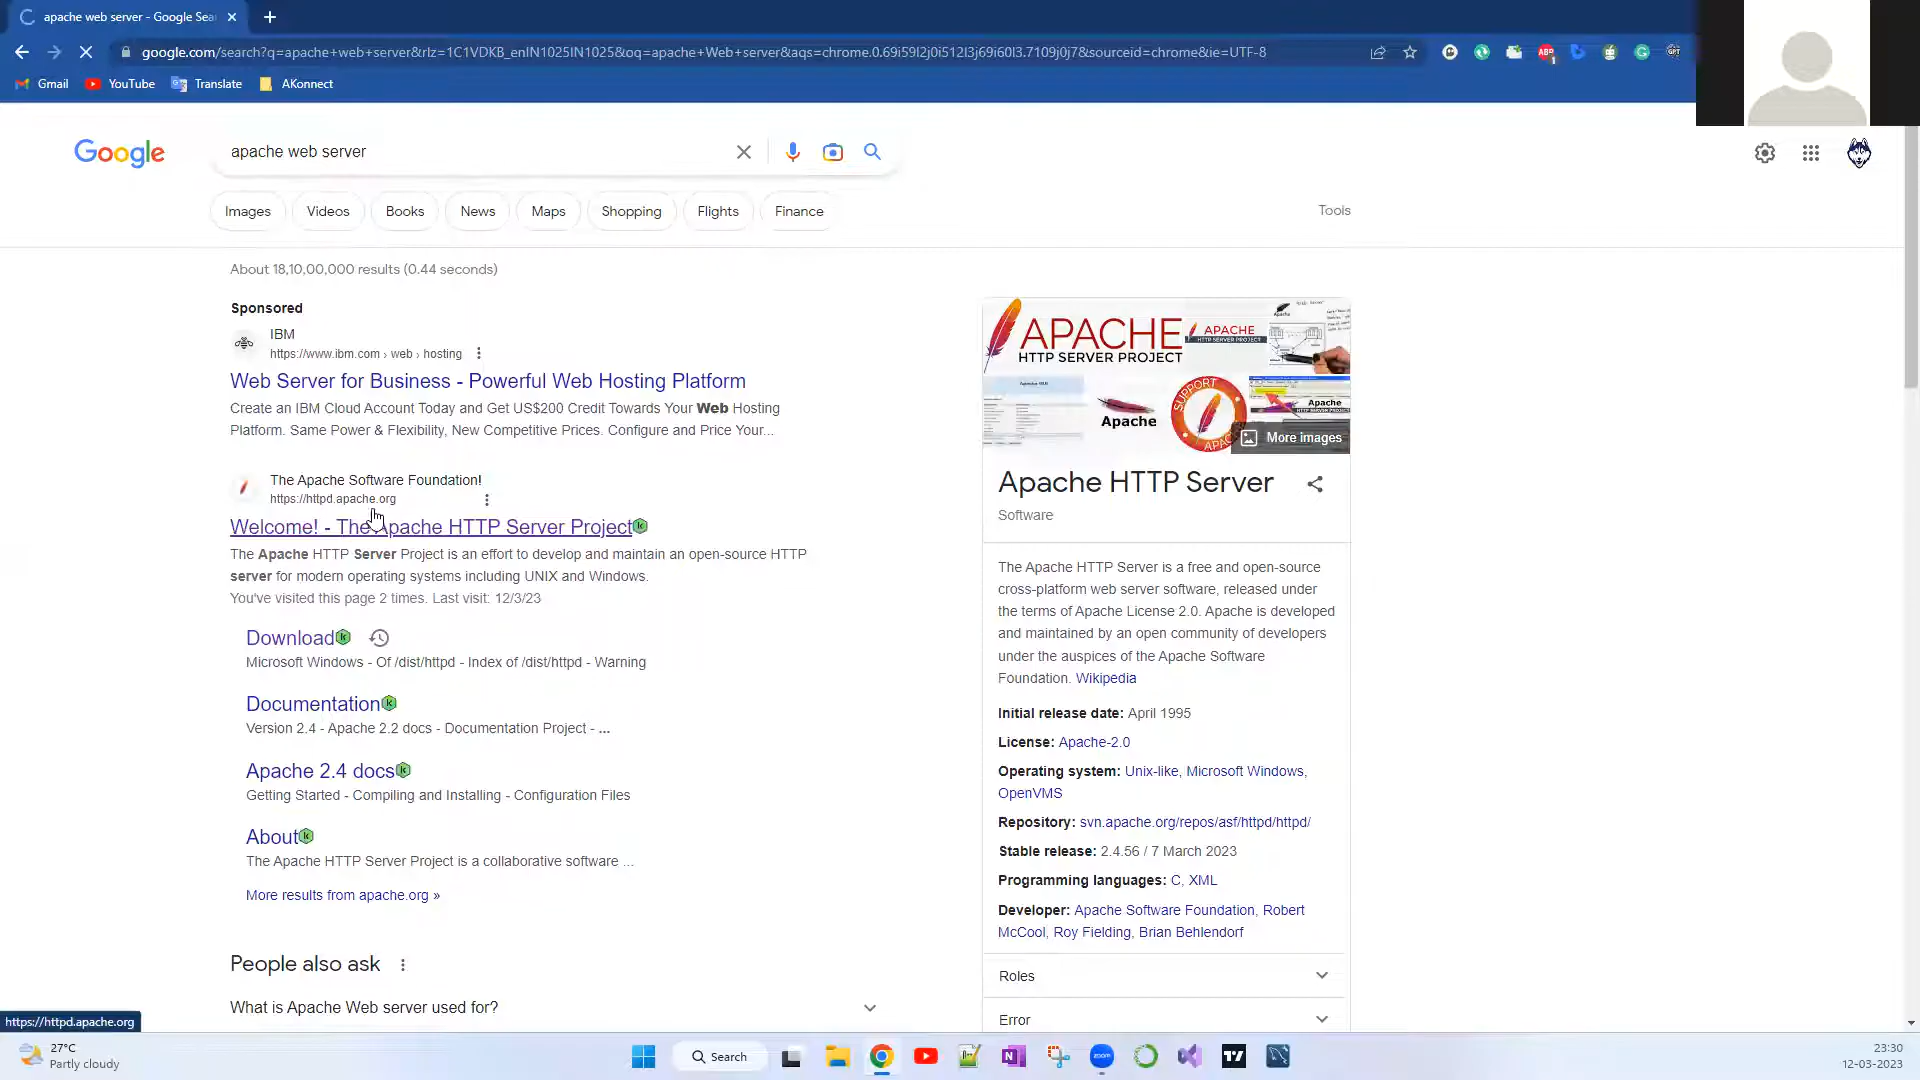 apache web server - Google Sea
google.com/search?q=apache+web+server&rlz=1C1VDKB_enIN1025IN1025&oq=apache+Web+server&aqs=chrome.0.69i59l2j0i512l3j69i60l3.7109j0j7&sourceid=chrome&ie=UTF-8
Gmail YouTube Translate AKonnect
Google
apache web server
Images Videos Books News Maps Shopping Flights Finance Tools
About 18,10,00,000 results (0.44 seconds)
Sponsored
IBM
https://www.ibm.com › web › hosting
Web Server for Business - Powerful Web Hosting Platform
Create an IBM Cloud Account Today and Get US$200 Credit Towards Your Web Hosting
Platform. Same Power & Flexibility, New Competitive Prices. Configure and Price Your...
The Apache Software Foundation!
https://httpd.apache.org
Welcome! - The Apache HTTP Server Project
The Apache HTTP Server Project is an effort to develop and maintain an open-source HTTP
server for modern operating systems including UNIX and Windows.
You've visited this page 2 times. Last visit: 12/3/23
Download
Microsoft Windows - Of /dist/httpd - Index of /dist/httpd - Warning
Documentation
Version 2.4 - Apache 2.2 docs - Documentation Project - ...
Apache 2.4 docs
Getting Started - Compiling and Installing - Configuration Files
About
The Apache HTTP Server Project is a collaborative software ...
More results from apache.org »
People also ask
What is Apache Web server used for?
APACHE
HTTP SERVER PROJECT
APACHE
HTTP SERVER PROJECT
Apache
SUPPORT
APAC
Apache
HTTP SERVER PROJECT
More images
Apache HTTP Server
Software
The Apache HTTP Server is a free and open-source
cross-platform web server software, released under
the terms of Apache License 2.0. Apache is developed
and maintained by an open community of developers
under the auspices of the Apache Software
Foundation. Wikipedia
Initial release date: April 1995
License: Apache-2.0
Operating system: Unix-like, Microsoft Windows,
OpenVMS
Repository: svn.apache.org/repos/asf/httpd/httpd/
Stable release: 2.4.56 / 7 March 2023
Programming languages: C, XML
Developer: Apache Software Foundation, Robert
McCool, Roy Fielding, Brian Behlendorf
Roles
Error
https://httpd.apache.org
27°C
Partly cloudy
Search
zoom
23:30
12-03-2023